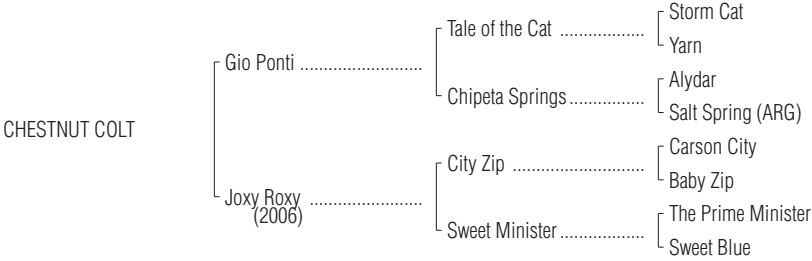 Storm Cat
Tale of the Cat ..................
Yarn
Gio Ponti ..........................
Alydar
Chipeta Springs ................
Salt Spring (ARG)
CHESTNUT COLT
Carson City
City Zip ............................
Baby Zip
Joxy Roxy ........................
(2006)
The Prime Minister
Sweet Minister ..................
Sweet Blue